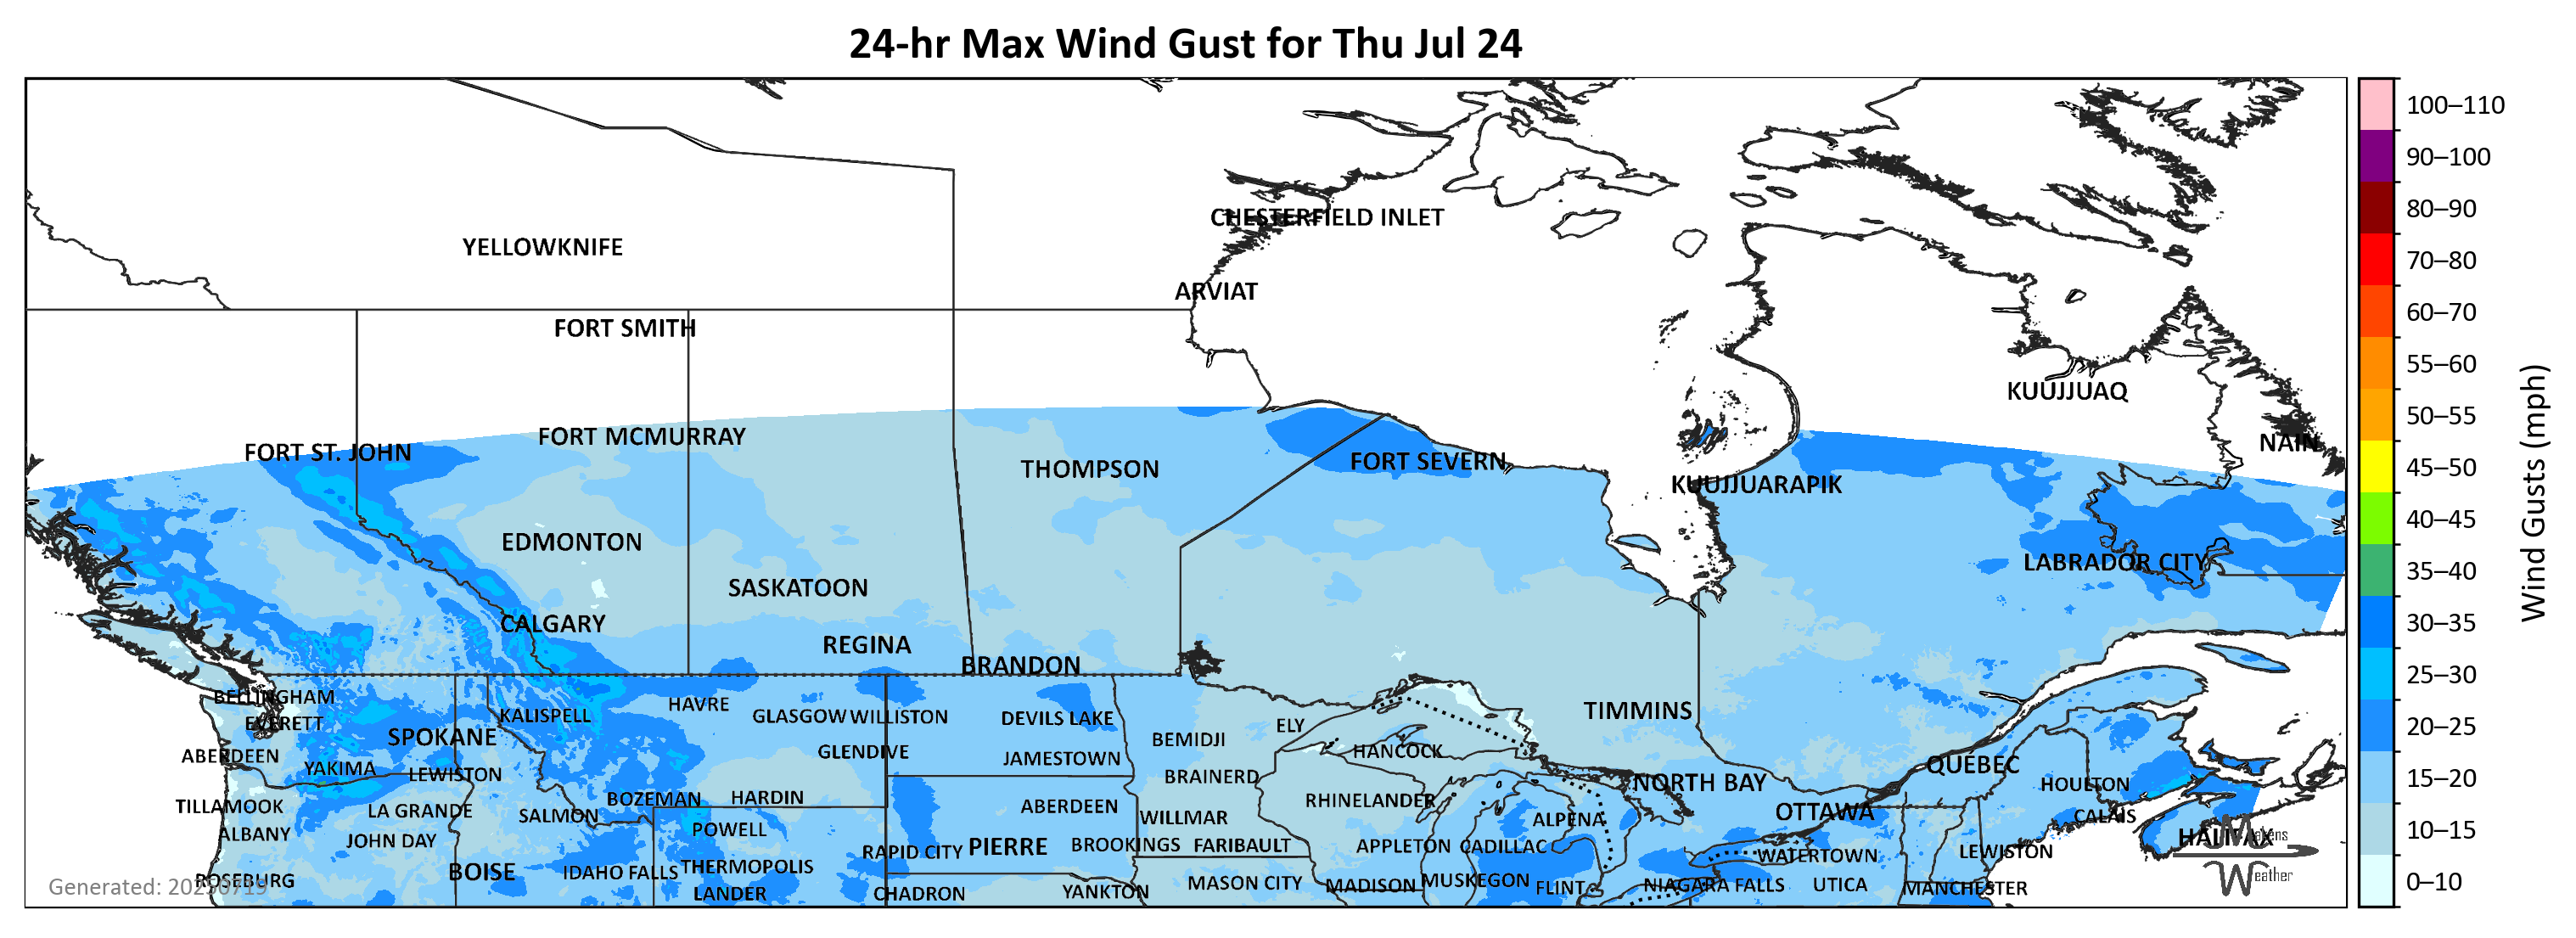 24-hr Max Wind Gust for Thu Jul 24
100–110
90–100
80–90
70–80
60–70
55–60
50–55
45–50
40–45
35–40
30–35
25–30
20–25
15–20
10–15
0–10
Wind Gusts (mph)
CHESTERFIELD INLET
YELLOWKNIFE
ARVIAT
FORT SMITH
KUUJJUAQ
FORT MCMURRAY
NAIN
FORT ST. JOHN
FORT SEVERN
THOMPSON
KUUJJUARAPIK
EDMONTON
LABRADOR CITY
SASKATOON
CALGARY
REGINA
BRANDON
BELLINGHAM
HAVRE
TIMMINS
KALISPELL
GLASGOW
WILLISTON
DEVILS LAKE
EVERETT
ELY
SPOKANE
BEMIDJI
HANCOCK
GLENDIVE
ABERDEEN
JAMESTOWN
QUEBEC
YAKIMA
LEWISTON
BRAINERD
NORTH BAY
HOULTON
BOZEMAN
HARDIN
RHINELANDER
TILLAMOOK
LA GRANDE
ABERDEEN
OTTAWA
SALMON
WILLMAR
CALAIS
ALPENA
POWELL
ALBANY
HALIFAX
JOHN DAY
PIERRE
BROOKINGS
FARIBAULT
APPLETON
CADILLAC
RAPID CITY
LEWISTON
WATERTOWN
THERMOPOLIS
BOISE
IDAHO FALLS
ROSEBURG
MUSKEGON
MASON CITY
MADISON
FLINT
NIAGARA FALLS
UTICA
MANCHESTER
LANDER
CHADRON
YANKTON
Generated: 20250719
Makens
Weather